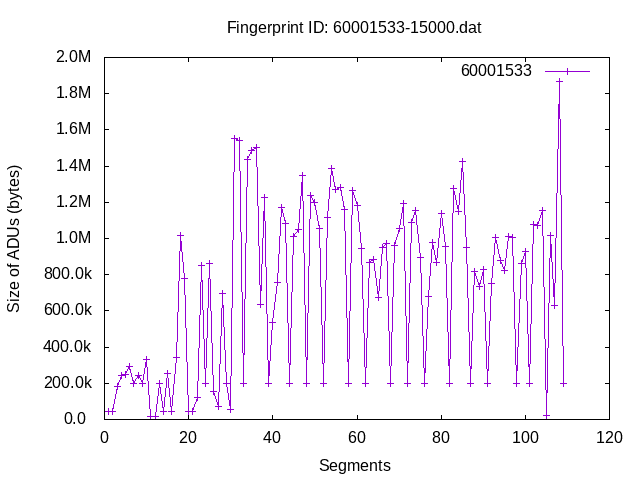 Fingerprint ID: 60001533-15000.dat
60001533
2.0M
1.8M
1.6M
1.4M
1.2M
1.0M
800.0k
600.0k
400.0k
200.0k
0.0
Size of ADUs (bytes)
0 20 40 60 80 100 120
Segments